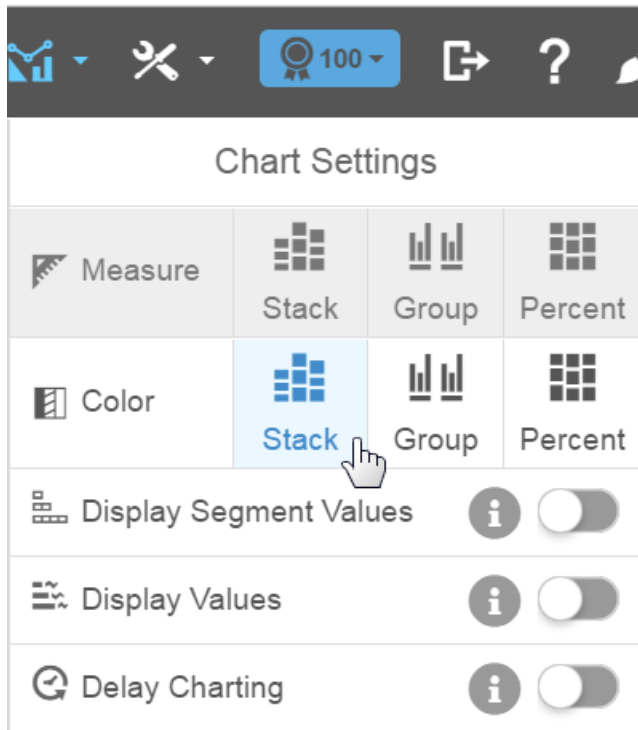 100
?
Chart Settings
Measure
Stack Group Percent
Color
Stack Group Percent
Display Segment Values i
Display Values i
Delay Charting i